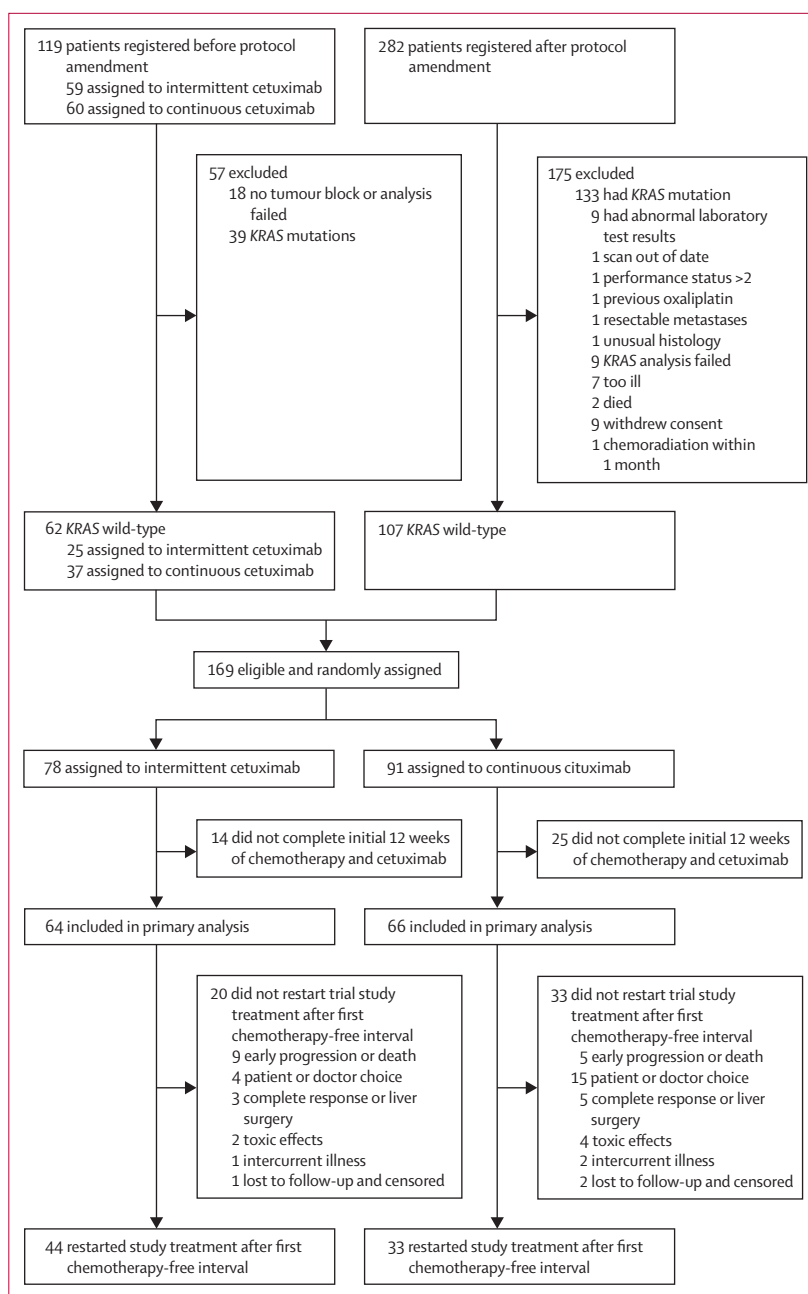 119 patients registered before protocol
amendment
59 assigned to intermittent cetuximab
60 assigned to continuous cetuximab
282 patients registered after protocol
amendment
57 excluded
18 no tumour block or analysis
failed
39 KRAS mutations
175 excluded
133 had KRAS mutation
9 had abnormal laboratory
test results
1 scan out of date
1 performance status >2
1 previous oxaliplatin
1 resectable metastases
1 unusual histology
9 KRAS analysis failed
7 too ill
2 died
9 withdrew consent
1 chemoradiation within
1 month
62 KRAS wild-type
25 assigned to intermittent cetuximab
37 assigned to continuous cetuximab
107 KRAS wild-type
169 eligible and randomly assigned
78 assigned to intermittent cetuximab
91 assigned to continuous cituximab
14 did not complete initial 12 weeks
of chemotherapy and cetuximab
25 did not complete initial 12 weeks
of chemotherapy and cetuximab
64 included in primary analysis
66 included in primary analysis
20 did not restart trial study
treatment after first
chemotherapy-free interval
9 early progression or death
4 patient or doctor choice
3 complete response or liver
surgery
2 toxic effects
1 intercurrent illness
1 lost to follow-up and censored
33 did not restart trial study
treatment after first
chemotherapy-free interval
5 early progression or death
15 patient or doctor choice
5 complete response or liver
surgery
4 toxic effects
2 intercurrent illness
2 lost to follow-up and censored
44 restarted study treatment after first
chemotherapy-free interval
33 restarted study treatment after first
chemotherapy-free interval